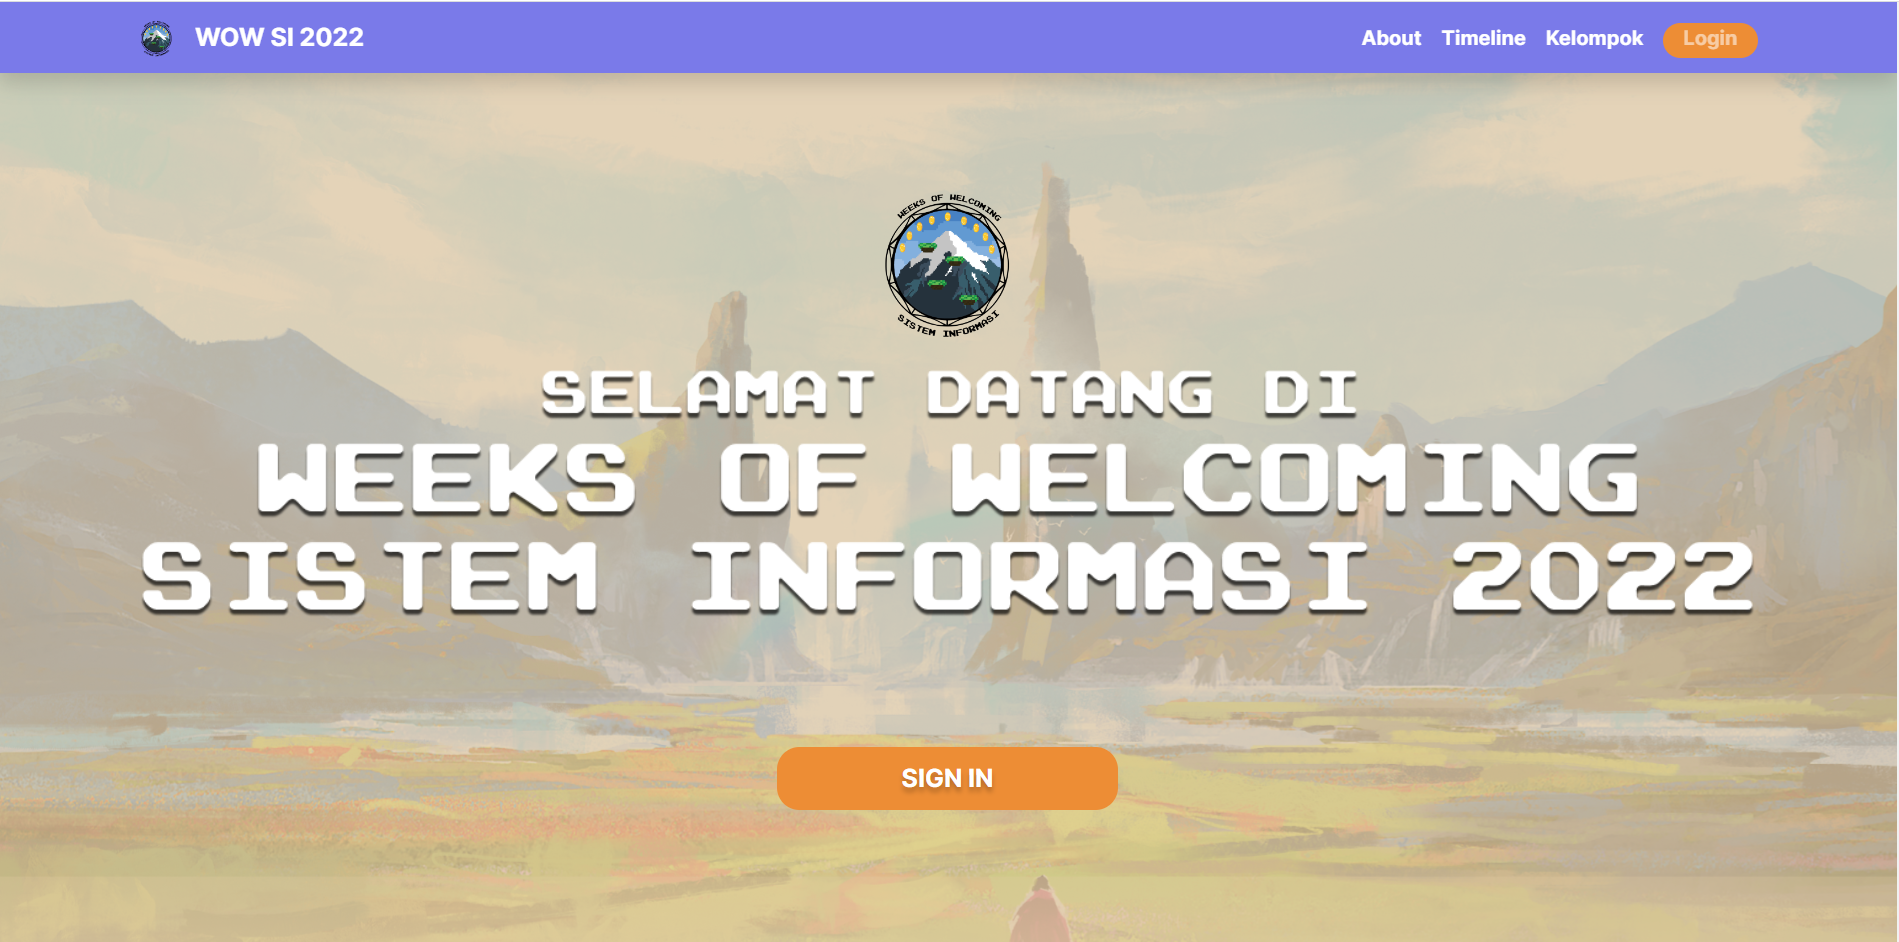 WOW SI 2022
About
Timeline
Kelompok
Login
WEEKS OF WELCOMING
SISTEM INFORMASI
SELAMAT DATANG DI
WEEKS OF WELCOMING
SISTEM INFORMASI 2022
SIGN IN